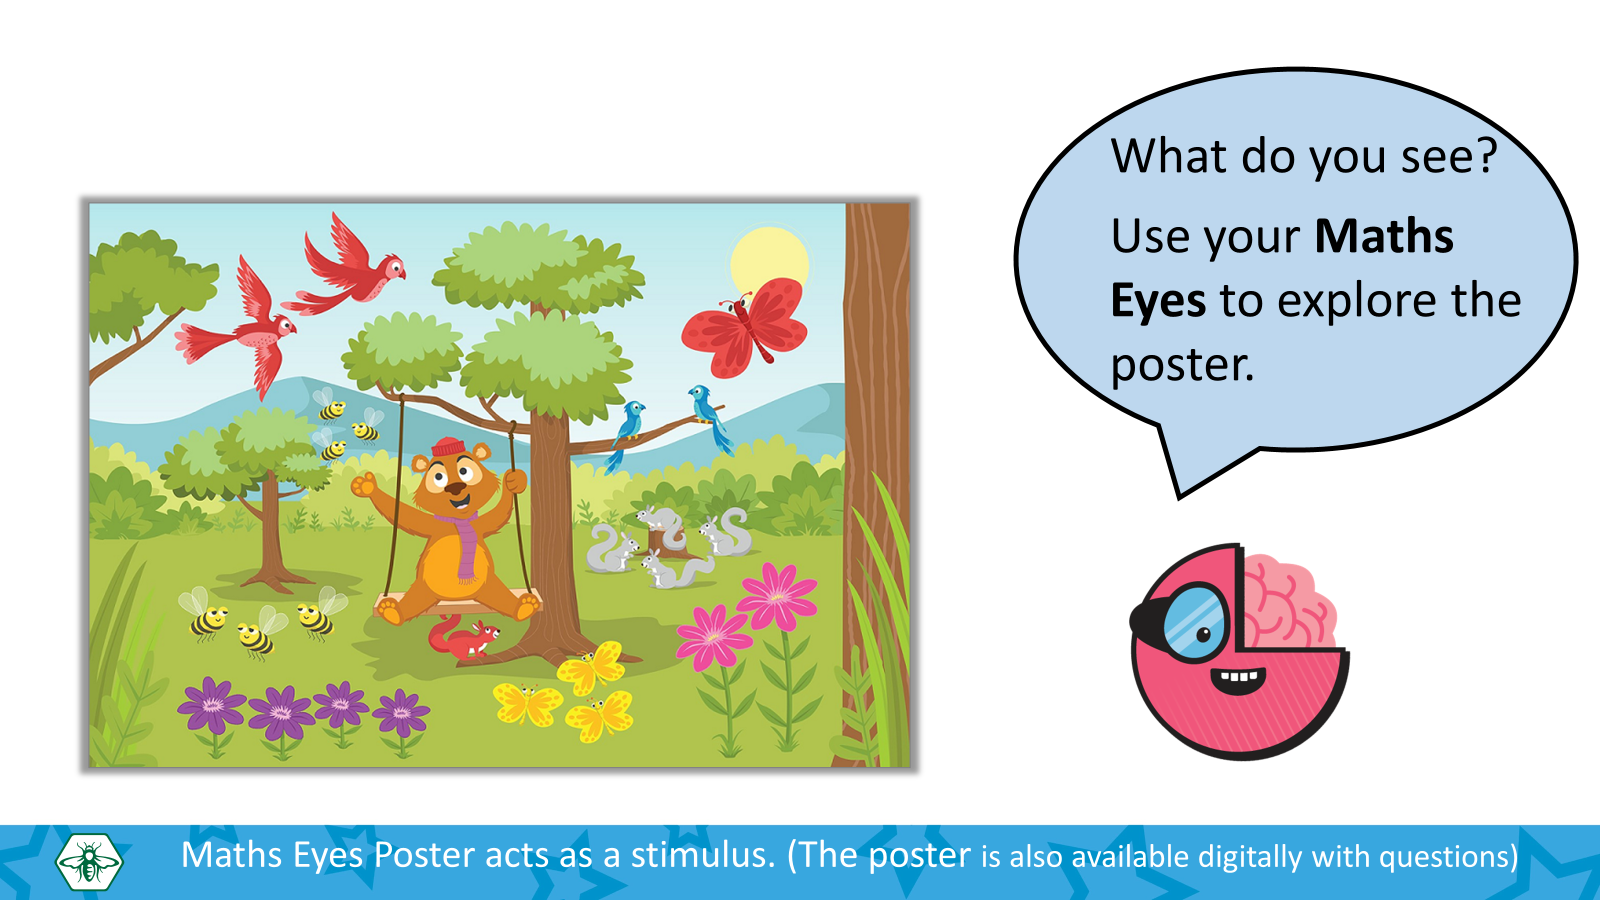 What do you see?
Use your Maths
Eyes to explore the
poster.
Maths Eyes Poster acts as a stimulus. (The poster is also available digitally with questions)